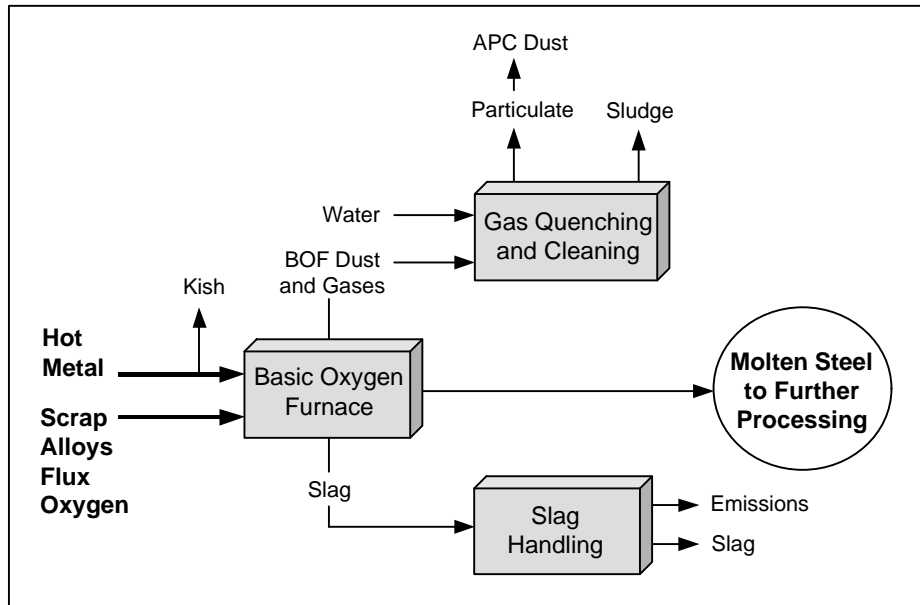 APC Dust
Particulate
Sludge
Water
Gas Quenching
and Cleaning
BOF Dust
and Gases
Kish
Hot
Metal
Basic Oxygen
Furnace
Molten Steel
to Further
Processing
Scrap
Alloys
Flux
Oxygen
Slag
Slag
Handling
Emissions
Slag